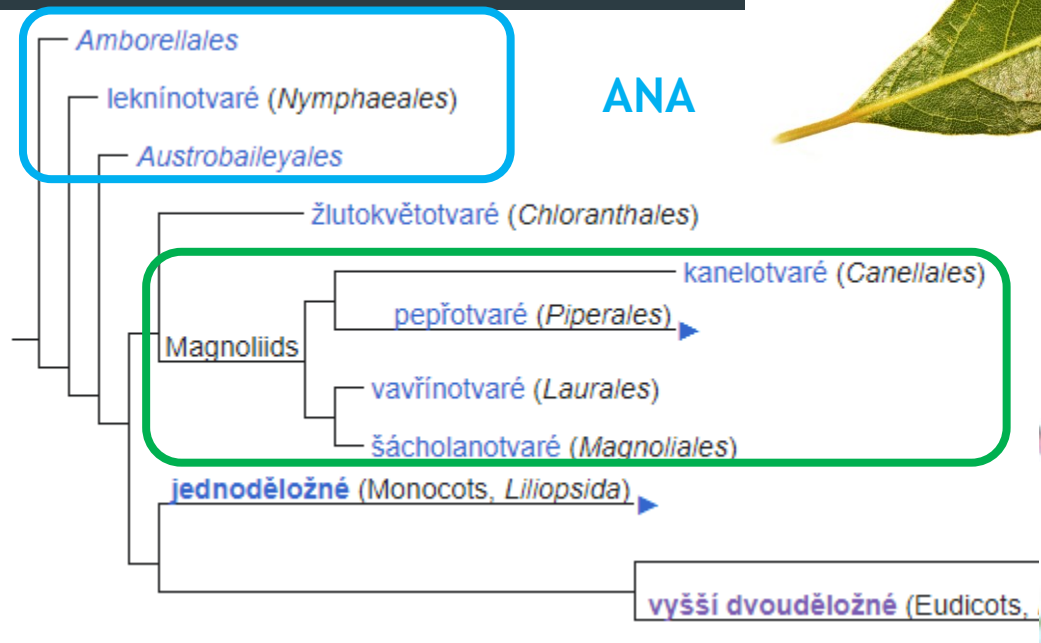 Amborellales
leknínotvaré (Nymphaeales)
ANA
Austrobaileyales
žlutokvětotvaré (Chloranthales)
kanelotvaré (Canellales)
pepřotvaré (Piperales)
Magnoliids
vavřínotvaré (Laurales)
šácholanotvaré (Magnoliales)
jednoděložné (Monocots, Liliopsida)
vyšší dvouděložné (Eudicots,